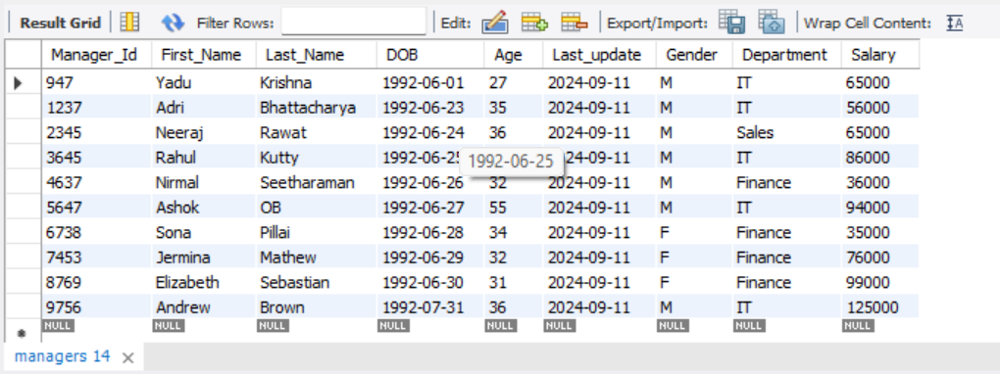 Result Grid Filter Rows: Edit: Export/Import: Wrap Cell Content: IA
Manager_Id First_Name Last_Name DOB Age Last_update Gender Department Salary
947 Yadu Krishna 1992-06-01 27 2024-09-11 M IT 65000
1237 Adri Bhattacharya 1992-06-23 35 2024-09-11 M IT 56000
2345 Neeraj Rawat 1992-06-24 36 2024-09-11 M Sales 65000
3645 Rahul Kutty 1992-06-25 1992-06-25 2024-09-11 M IT 86000
4637 Nirmal Seetharaman 1992-06-26 32 2024-09-11 M Finance 36000
5647 Ashok OB 1992-06-27 55 2024-09-11 M IT 94000
6738 Sona Pillai 1992-06-28 34 2024-09-11 F Finance 35000
7453 Jermina Mathew 1992-06-29 32 2024-09-11 F Finance 76000
8769 Elizabeth Sebastian 1992-06-30 31 2024-09-11 F Finance 99000
9756 Andrew Brown 1992-07-31 36 2024-09-11 M IT 125000
NULL NULL NULL NULL NULL NULL NULL NULL NULL
managers 14